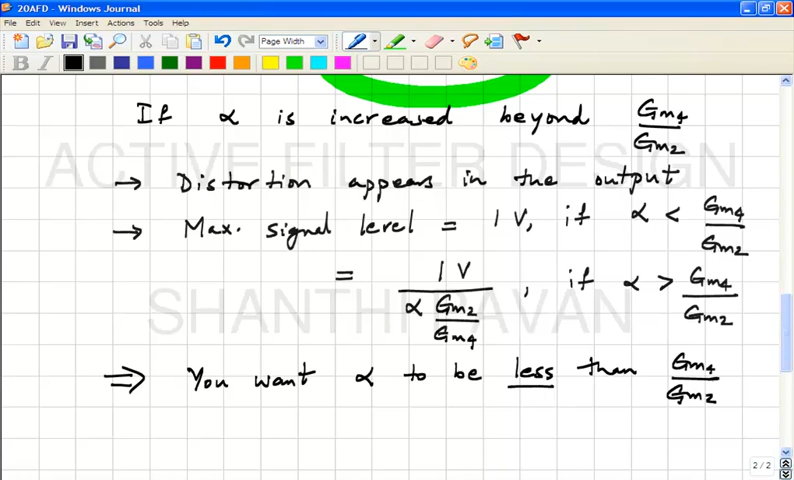 20AFD - Windows Journal
File Edit View Insert Actions Tools Help
Page Width
B I
If α is increased beyond Gm4/Gm2
ACTIVE FILTER DESIGN
→ Distortion appears in the output
→ Max. signal level = 1 V, if α < Gm4/Gm2
= 1 V / (α Gm2/Gm4), if α > Gm4/Gm2
SHANTHI PAVAN
⇒ You want α to be less than Gm4/Gm2
2 / 2